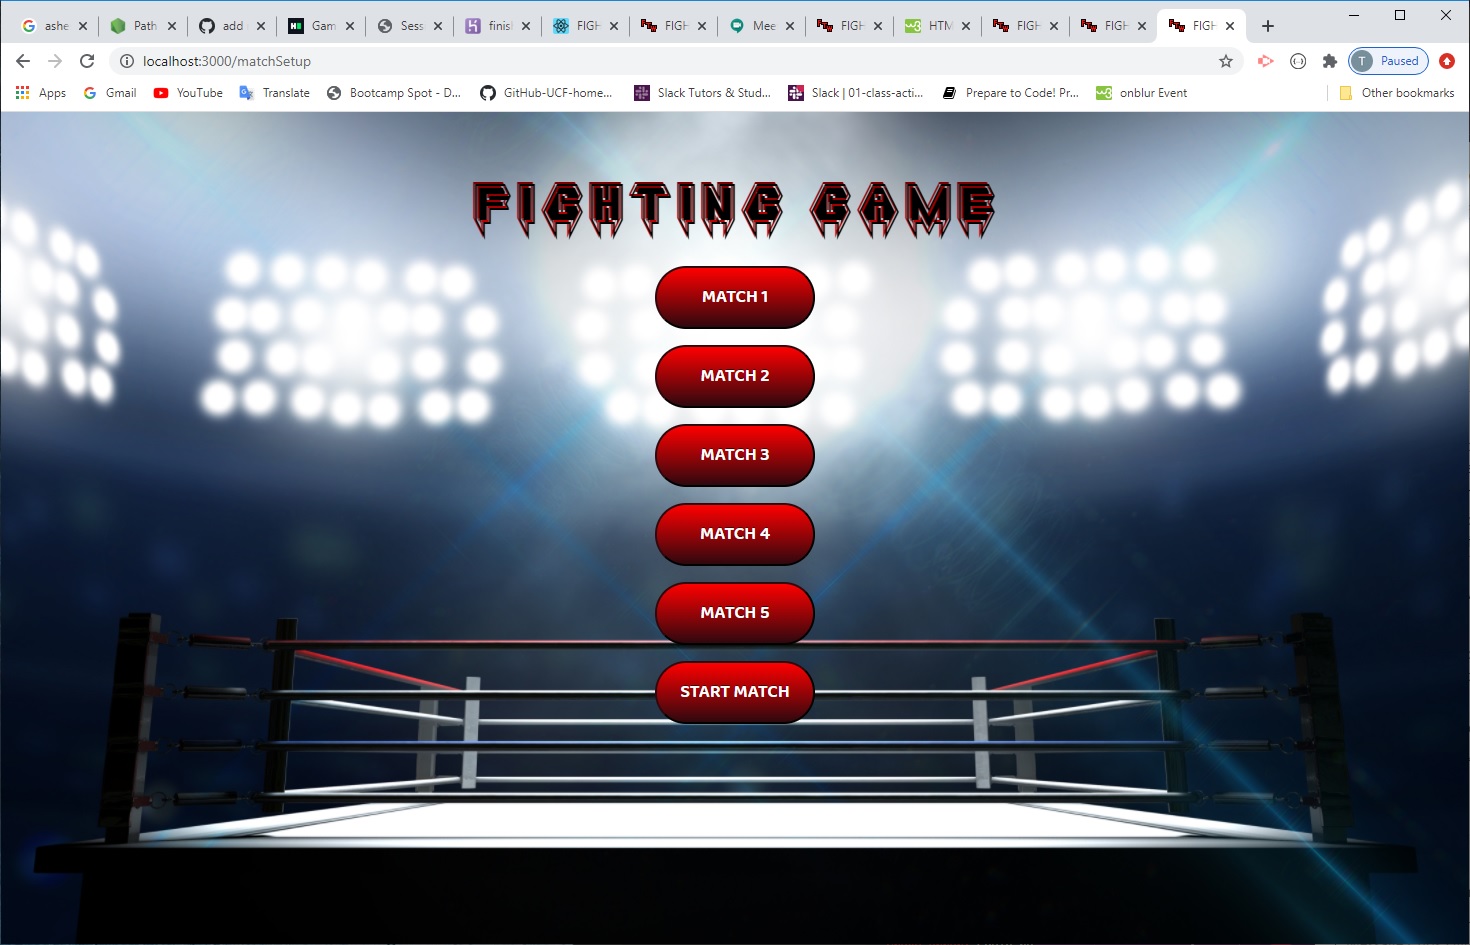 ashe
Path
add
Gam
Sess
finis
FIGH
FIGH
Mee
FIGH
HTM
FIGH
FIGH
FIGH
localhost:3000/matchSetup
T Paused
Apps
Gmail
YouTube
Translate
Bootcamp Spot - D...
GitHub-UCF-home...
Slack Tutors & Stud...
Slack | 01-class-acti...
Prepare to Code! Pr...
onblur Event
Other bookmarks
FIGHTING GAME
MATCH 1
MATCH 2
MATCH 3
MATCH 4
MATCH 5
START MATCH